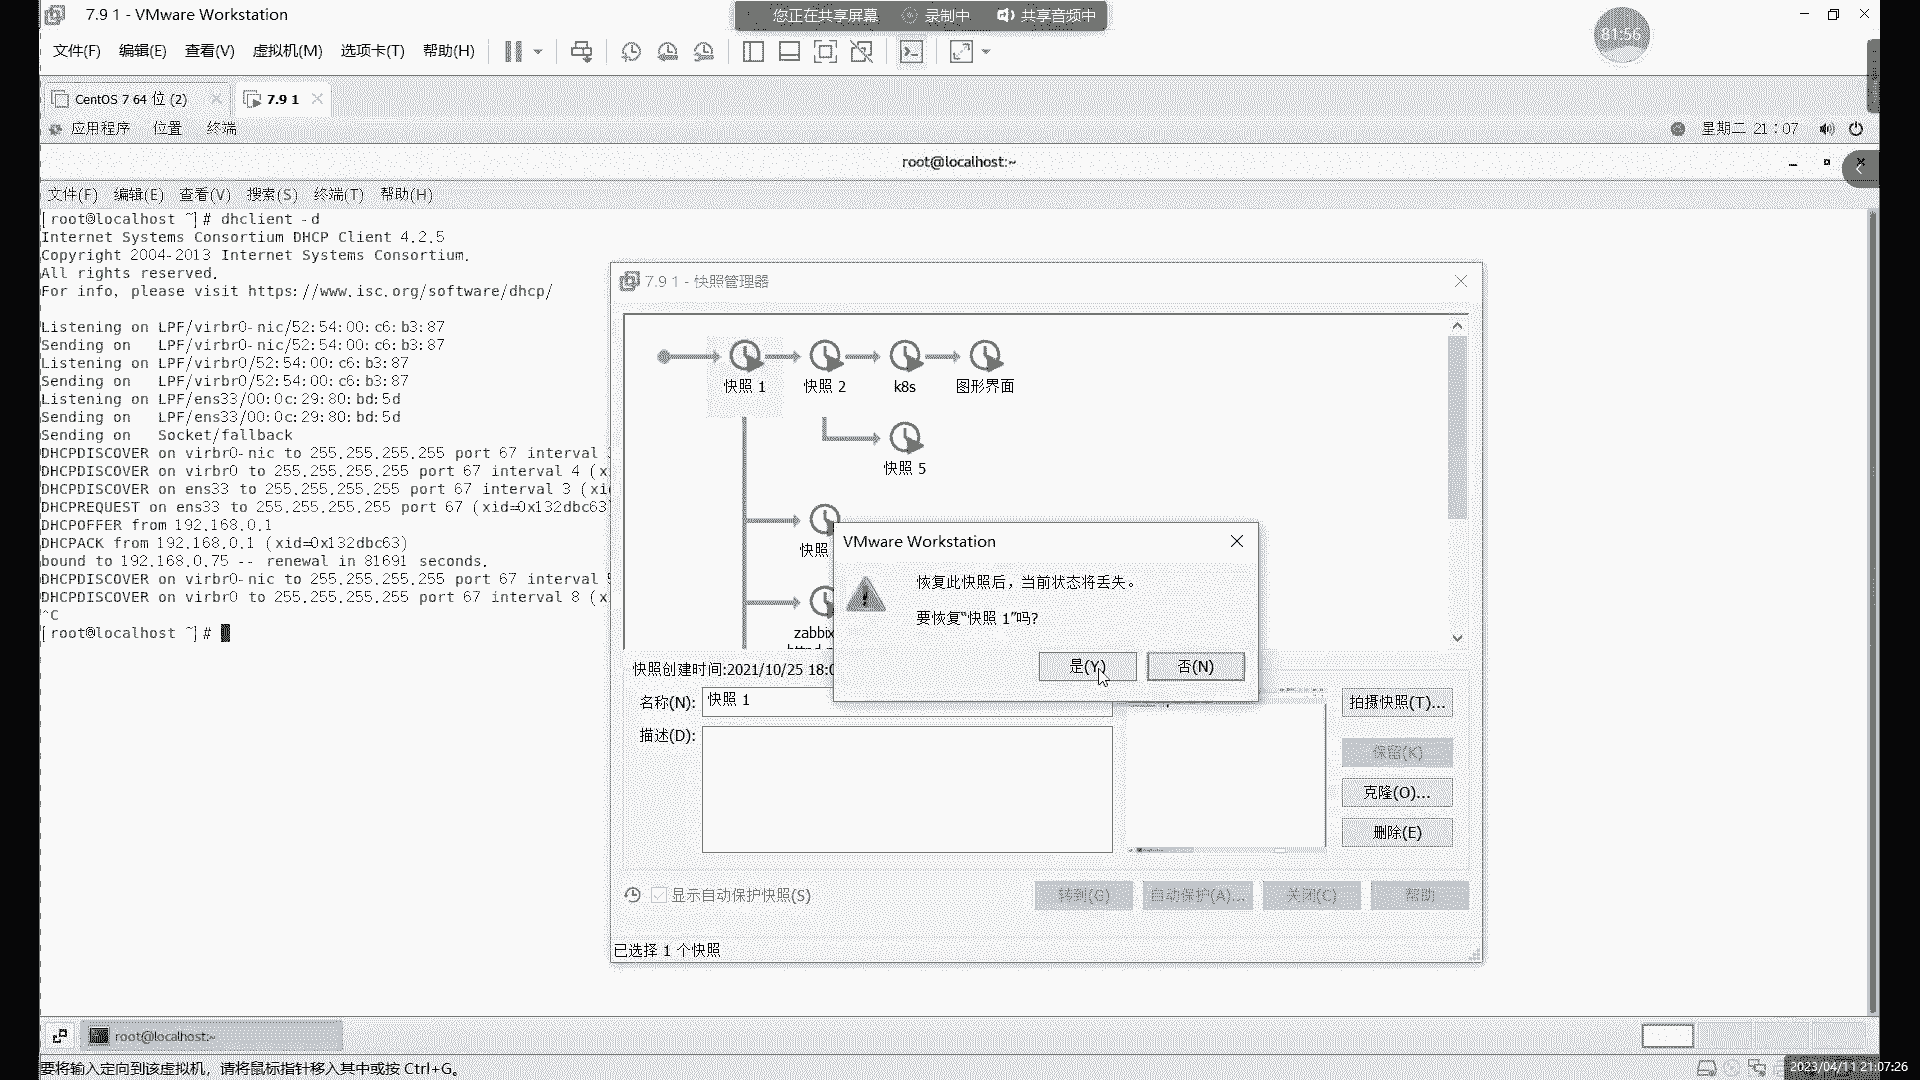 7.9 1 - VMware Workstation
您正在共享屏幕 录制中 共享音频中
81:56
文件(F) 编辑(E) 查看(V) 虚拟机(M) 选项卡(T) 帮助(H)
CentOS 7 64 位 (2) 7.9 1
应用程序 位置 终端 星期二 21：07
root@localhost:~
文件(F) 编辑(E) 查看(V) 搜索(S) 终端(T) 帮助(H)
[root@localhost ~]# dhclient -d
Internet Systems Consortium DHCP Client 4.2.5
Copyright 2004-2013 Internet Systems Consortium.
All rights reserved.
For info, please visit https://www.isc.org/software/dhcp/
Listening on LPF/virbr0-nic/52:54:00:c6:b3:87
Sending on   LPF/virbr0-nic/52:54:00:c6:b3:87
Listening on LPF/virbr0/52:54:00:c6:b3:87
Sending on   LPF/virbr0/52:54:00:c6:b3:87
Listening on LPF/ens33/00:0c:29:80:bd:5d
Sending on   LPF/ens33/00:0c:29:80:bd:5d
Sending on   Socket/fallback
DHCPDISCOVER on virbr0-nic to 255.255.255.255 port 67 interval
DHCPDISCOVER on virbr0 to 255.255.255.255 port 67 interval 4 (x
DHCPDISCOVER on ens33 to 255.255.255.255 port 67 interval 3 (xi
DHCPREQUEST on ens33 to 255.255.255.255 port 67 (xid=0x132dbc63
DHCPOFFER from 192.168.0.1
DHCPACK from 192.168.0.1 (xid=0x132dbc63)
bound to 192.168.0.75 -- renewal in 81691 seconds.
DHCPDISCOVER on virbr0-nic to 255.255.255.255 port 67 interval
DHCPDISCOVER on virbr0 to 255.255.255.255 port 67 interval 8 (x
^C
[root@localhost ~]#
7.9 1 - 快照管理器
快照 1 快照 2 k8s 图形界面
快照 5
快照
zabbix
VMware Workstation
恢复此快照后，当前状态将丢失。
要恢复“快照 1”吗?
是(Y) 否(N)
快照创建时间:2021/10/25 18:0
名称(N): 快照 1
描述(D):
拍摄快照(T)...
保留(K)
克隆(O)...
删除(E)
显示自动保护快照(S) 转到(G) 自动保护(A)... 关闭(C) 帮助
已选择 1 个快照
root@localhost:~
要将输入定向到该虚拟机，请将鼠标指针移入其中或按 Ctrl+G。
2023/04/11 21:07:26